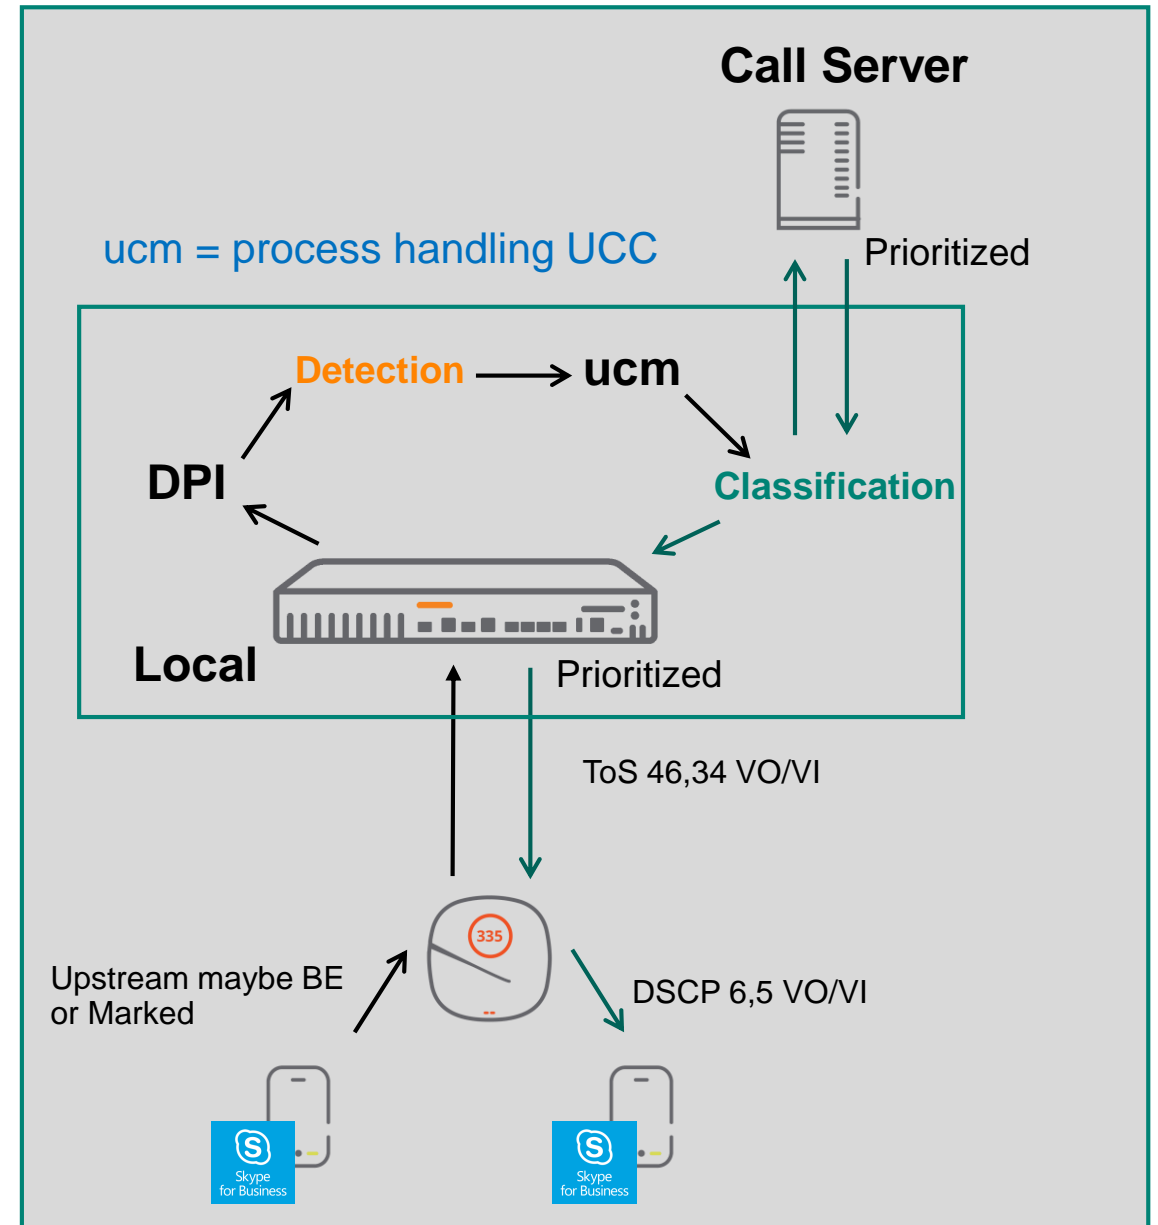 Call Server
Prioritized
ucm = process handling UCC
Detection
ucm
DPI
Classification
Local
Prioritized
ToS 46,34 VO/VI
335
Upstream maybe BE
or Marked
DSCP 6,5 VO/VI
S
Skype
for Business
S
Skype
for Business